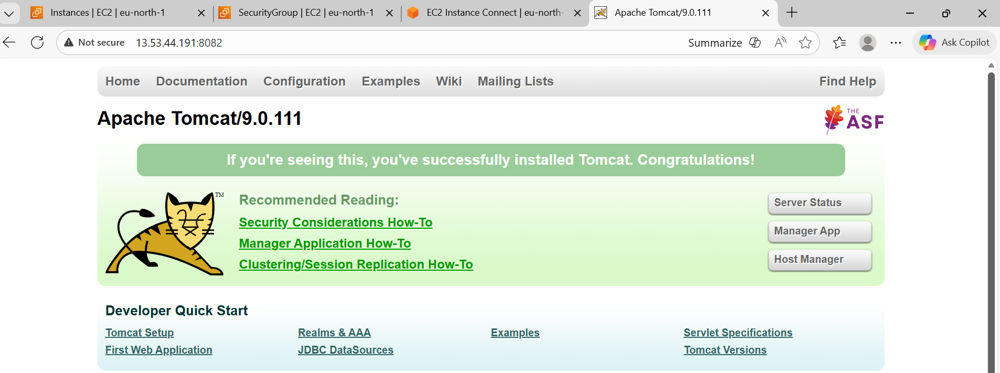 Instances | EC2 | eu-north-1
SecurityGroup | EC2 | eu-north-1
EC2 Instance Connect | eu-north-
Apache Tomcat/9.0.111
Not secure 13.53.44.191:8082
Summarize
Ask Copilot
Home Documentation Configuration Examples Wiki Mailing Lists Find Help
Apache Tomcat/9.0.111
THE
ASF
If you're seeing this, you've successfully installed Tomcat. Congratulations!
TM
Recommended Reading:
Security Considerations How-To
Manager Application How-To
Clustering/Session Replication How-To
Server Status
Manager App
Host Manager
Developer Quick Start
Tomcat Setup Realms & AAA Examples Servlet Specifications
First Web Application JDBC DataSources Tomcat Versions